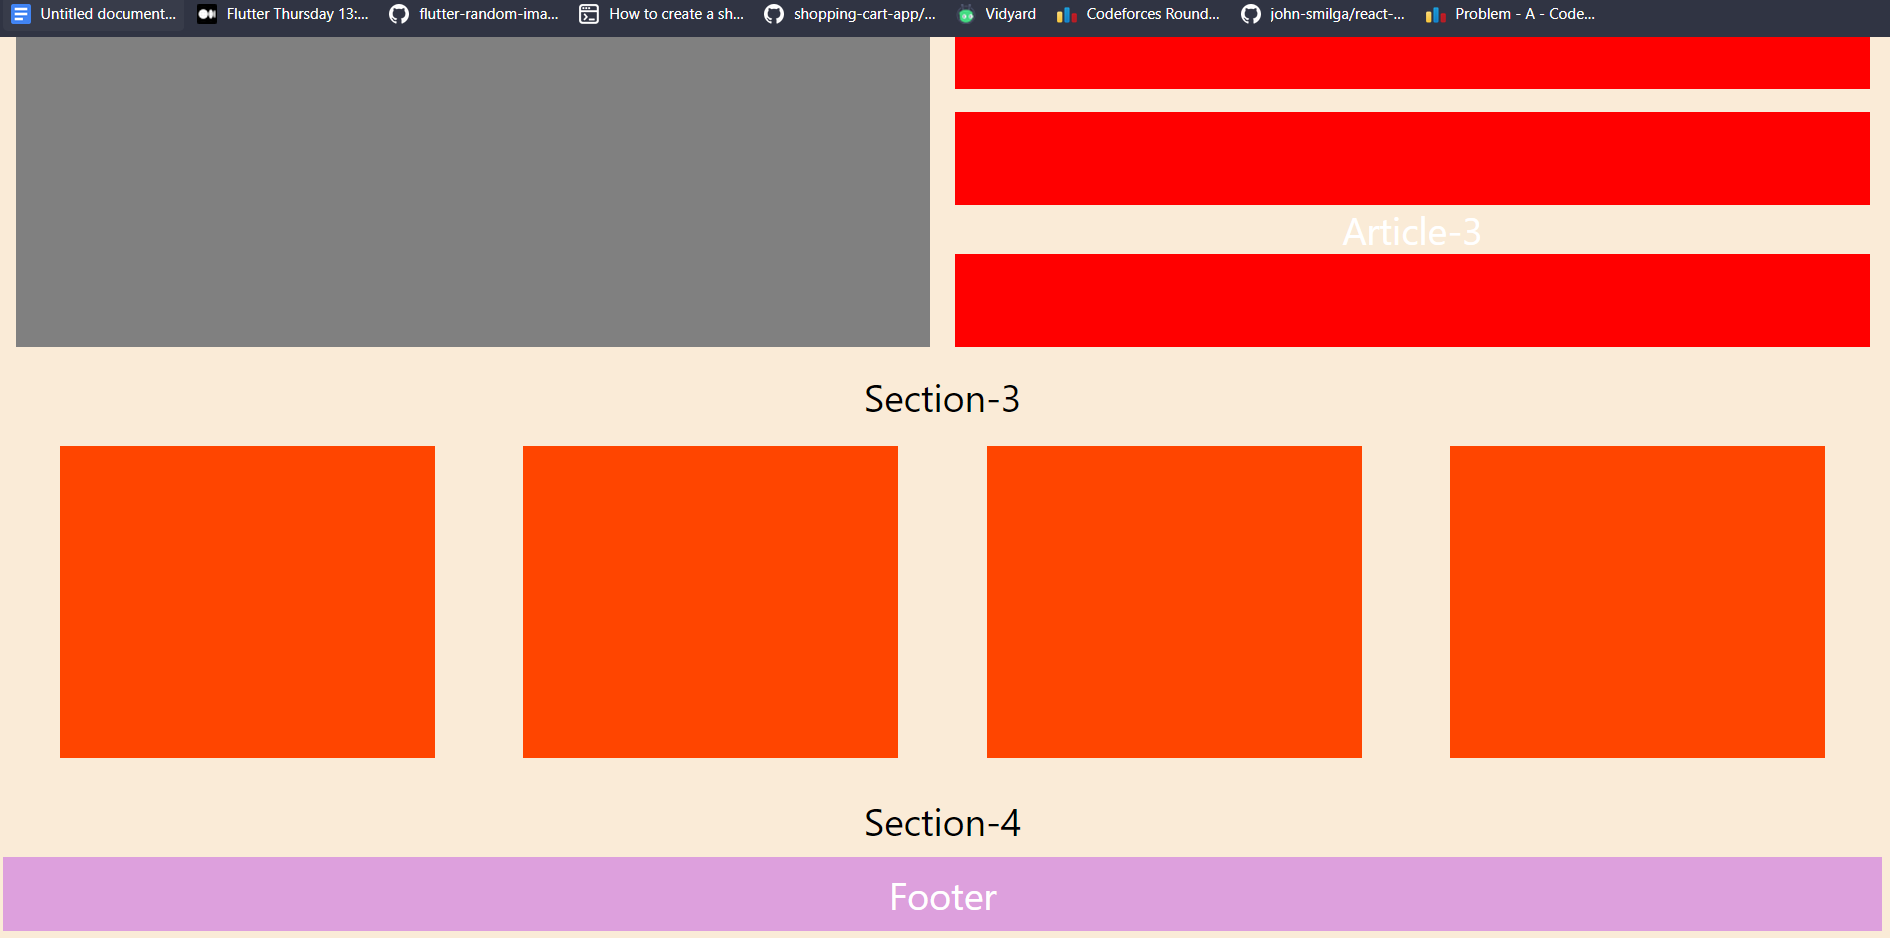 Untitled document...
Flutter Thursday 13:...
flutter-random-ima...
How to create a sh...
shopping-cart-app/...
Vidyard
Codeforces Round...
john-smilga/react-...
Problem - A - Code...
Article-3
Section-3
Section-4
Footer